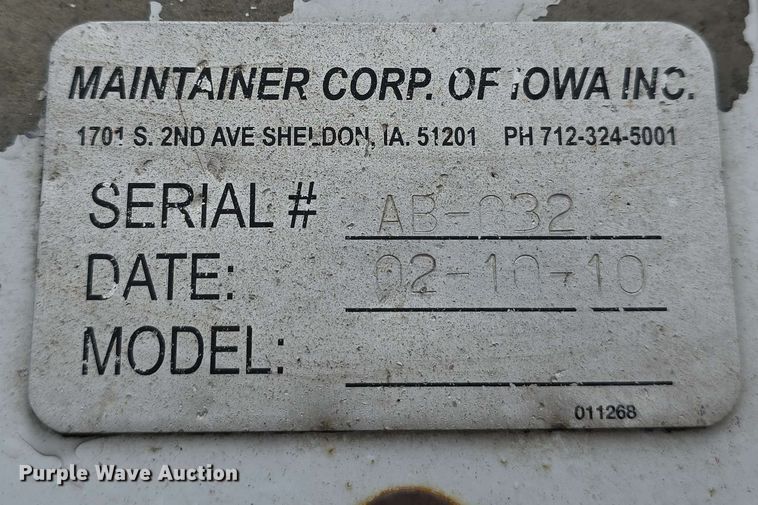 MAINTAINER CORP. OF IOWA INC.
1701 S. 2ND AVE SHELDON, IA. 51201 PH 712-324-5001
SERIAL # AB-032
DATE: 02-10-10
MODEL:
011268
Purple Wave Auction